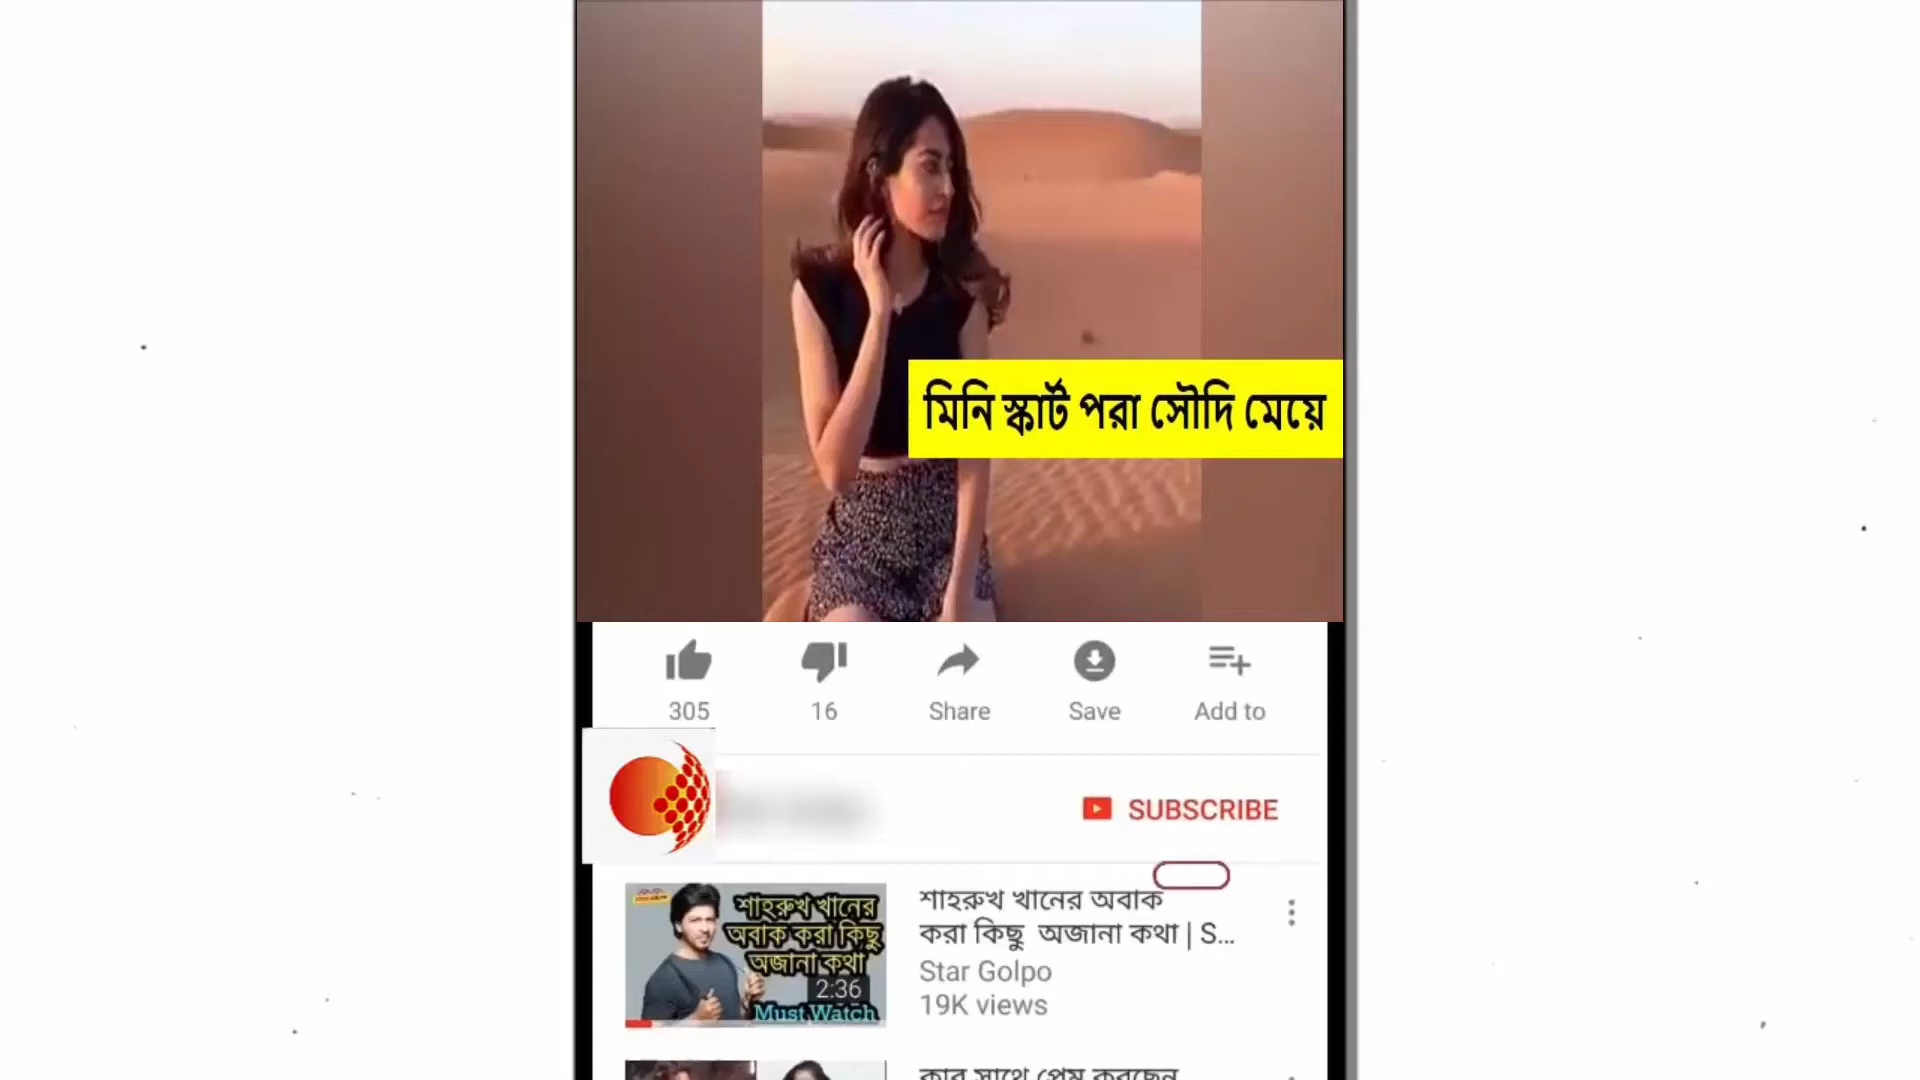 মিনি স্কার্ট পরা সৌদি মেয়ে
305
16
Share
Save
Add to
SUBSCRIBE
শাহরুখ খানের
অবাক করা কিছু
অজানা কথা
2:36
Must Watch
শাহরুখ খানের অবাক
করা কিছু অজানা কথা | S...
Star Golpo
19K views
কার সাথে প্রেম করছেন